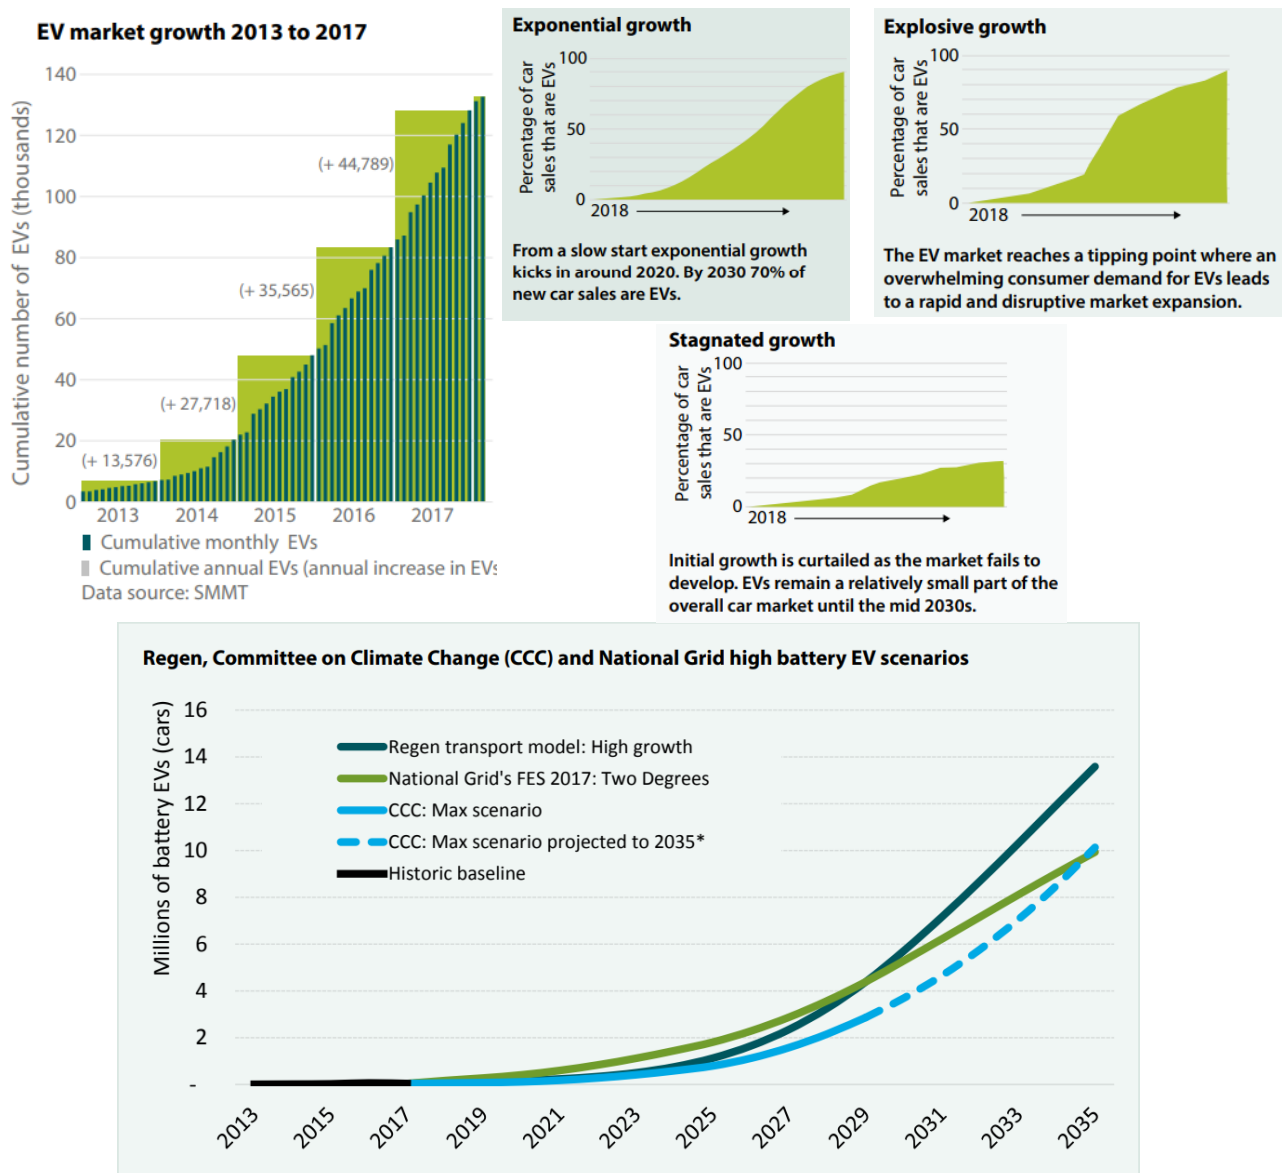 EV market growth 2013 to 2017
Cumulative number of EVs (thousands)
140
120
100
80
60
40
20
0
(+ 13,576)
(+ 27,718)
(+ 35,565)
(+ 44,789)
2013 2014 2015 2016 2017
Cumulative monthly EVs
Cumulative annual EVs (annual increase in EVs
Data source: SMMT
Exponential growth
Percentage of car
sales that are EVs
100
50
0
2018
From a slow start exponential growth
kicks in around 2020. By 2030 70% of
new car sales are EVs.
Explosive growth
Percentage of car
sales that are EVs
100
50
0
2018
The EV market reaches a tipping point where an
overwhelming consumer demand for EVs leads
to a rapid and disruptive market expansion.
Stagnated growth
Percentage of car
sales that are EVs
100
50
0
2018
Initial growth is curtailed as the market fails to
develop. EVs remain a relatively small part of the
overall car market until the mid 2030s.
Regen, Committee on Climate Change (CCC) and National Grid high battery EV scenarios
Millions of battery EVs (cars)
16
14
12
10
8
6
4
2
-
Regen transport model: High growth
National Grid's FES 2017: Two Degrees
CCC: Max scenario
CCC: Max scenario projected to 2035*
Historic baseline
2013 2015 2017 2019 2021 2023 2025 2027 2029 2031 2033 2035